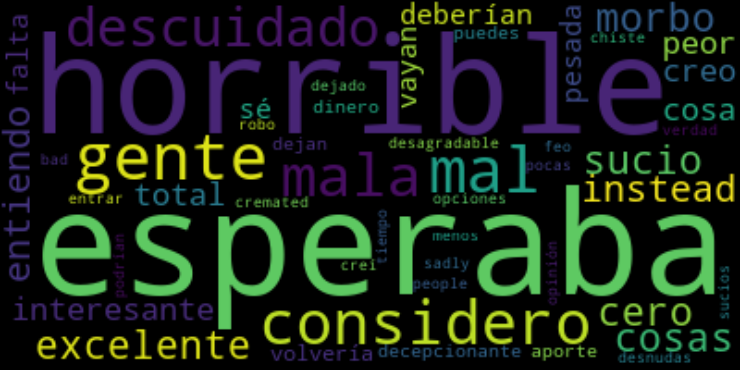 descuidado
deberían
puedes
morbo
chiste
peor
creo
cosa
verdad
falta
entiendo
horrible
vayan
pesada
dejado
dinero
sé
robo
gente
dejan
desagradable
feo
pocas
sucio
bad
mala
mal
instead
entrar
total
cremated
opciones
esperaba
podrían
tiempo
menos
creí
sadly
people
opinión
sucios
interesante
considero
cero
cosas
excelente
volvería
decepcionante
aporte
desnudas